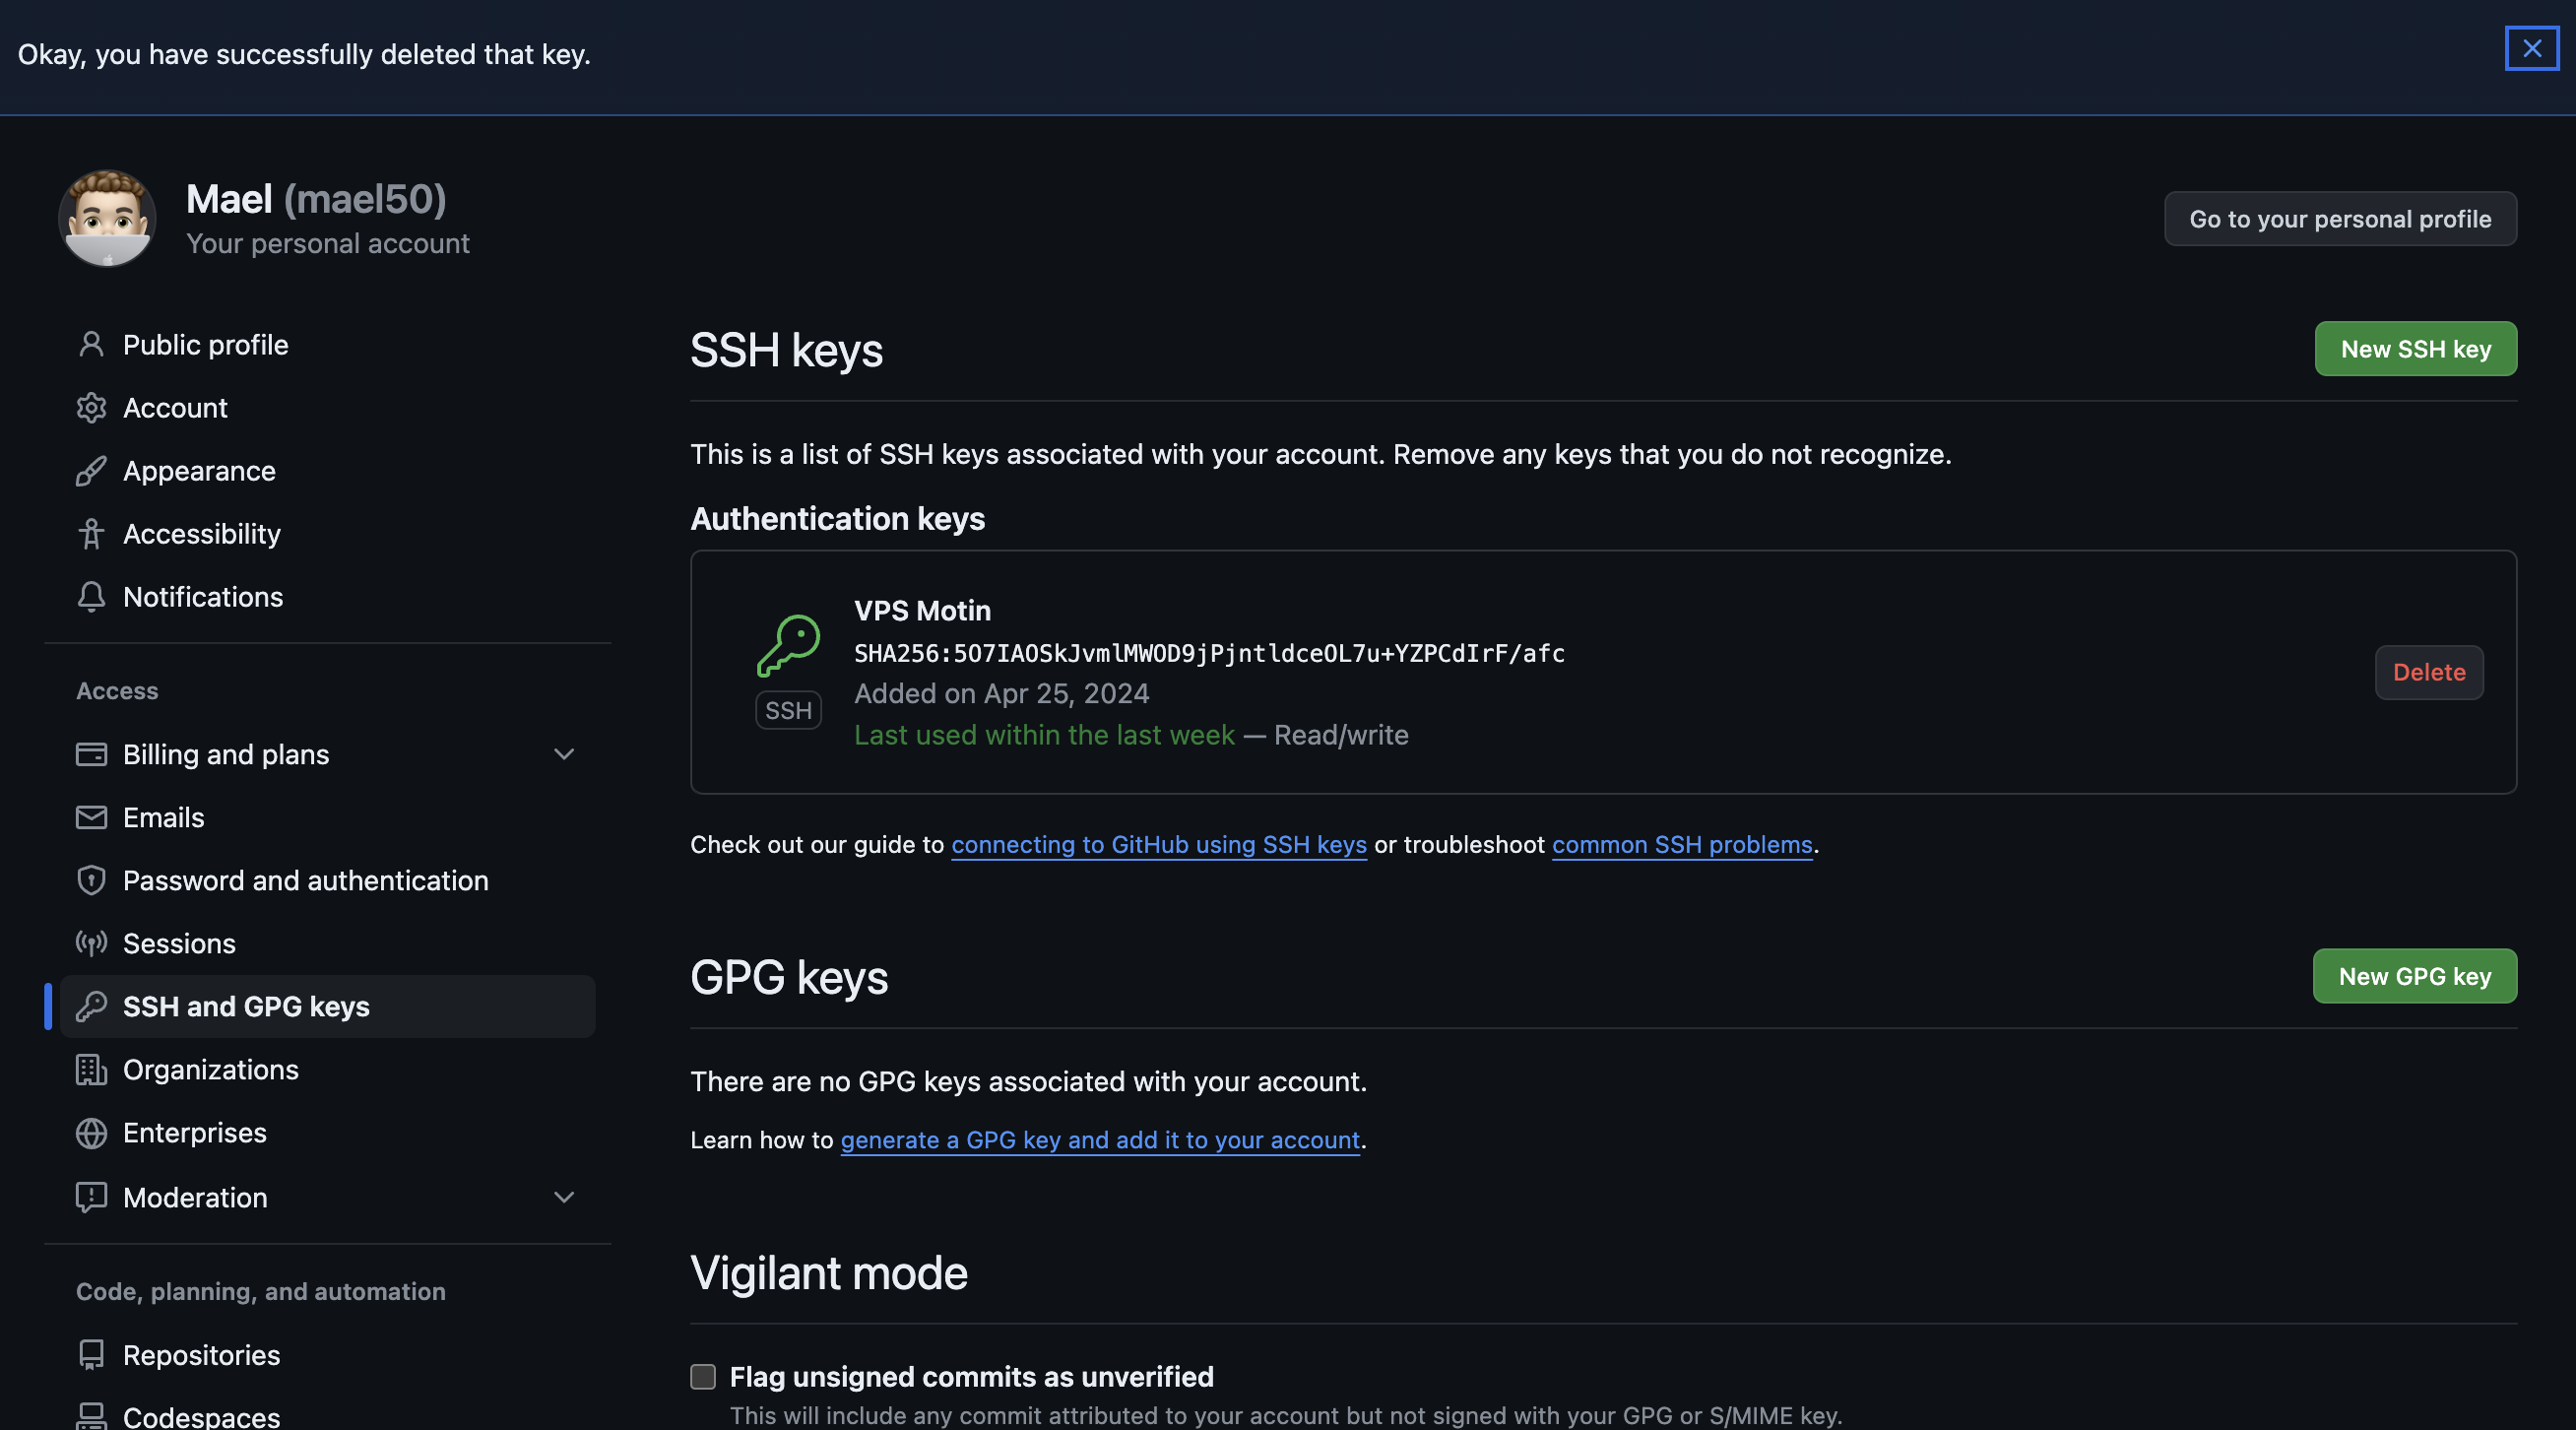 Okay, you have successfully deleted that key.
Mael (mael50)
Your personal account
Go to your personal profile
Public profile
Account
Appearance
Accessibility
Notifications
Access
Billing and plans
Emails
Password and authentication
Sessions
SSH and GPG keys
Organizations
Enterprises
Moderation
Code, planning, and automation
Repositories
Codespaces
SSH keys
New SSH key
This is a list of SSH keys associated with your account. Remove any keys that you do not recognize.
Authentication keys
VPS Motin
SHA256:5O7IAOSkJvmlMWOD9jPjntldceOL7u+YZPCdIrF/afc
SSH
Added on Apr 25, 2024
Last used within the last week — Read/write
Delete
Check out our guide to connecting to GitHub using SSH keys or troubleshoot common SSH problems.
GPG keys
New GPG key
There are no GPG keys associated with your account.
Learn how to generate a GPG key and add it to your account.
Vigilant mode
Flag unsigned commits as unverified
This will include any commit attributed to your account but not signed with your GPG or S/MIME key.